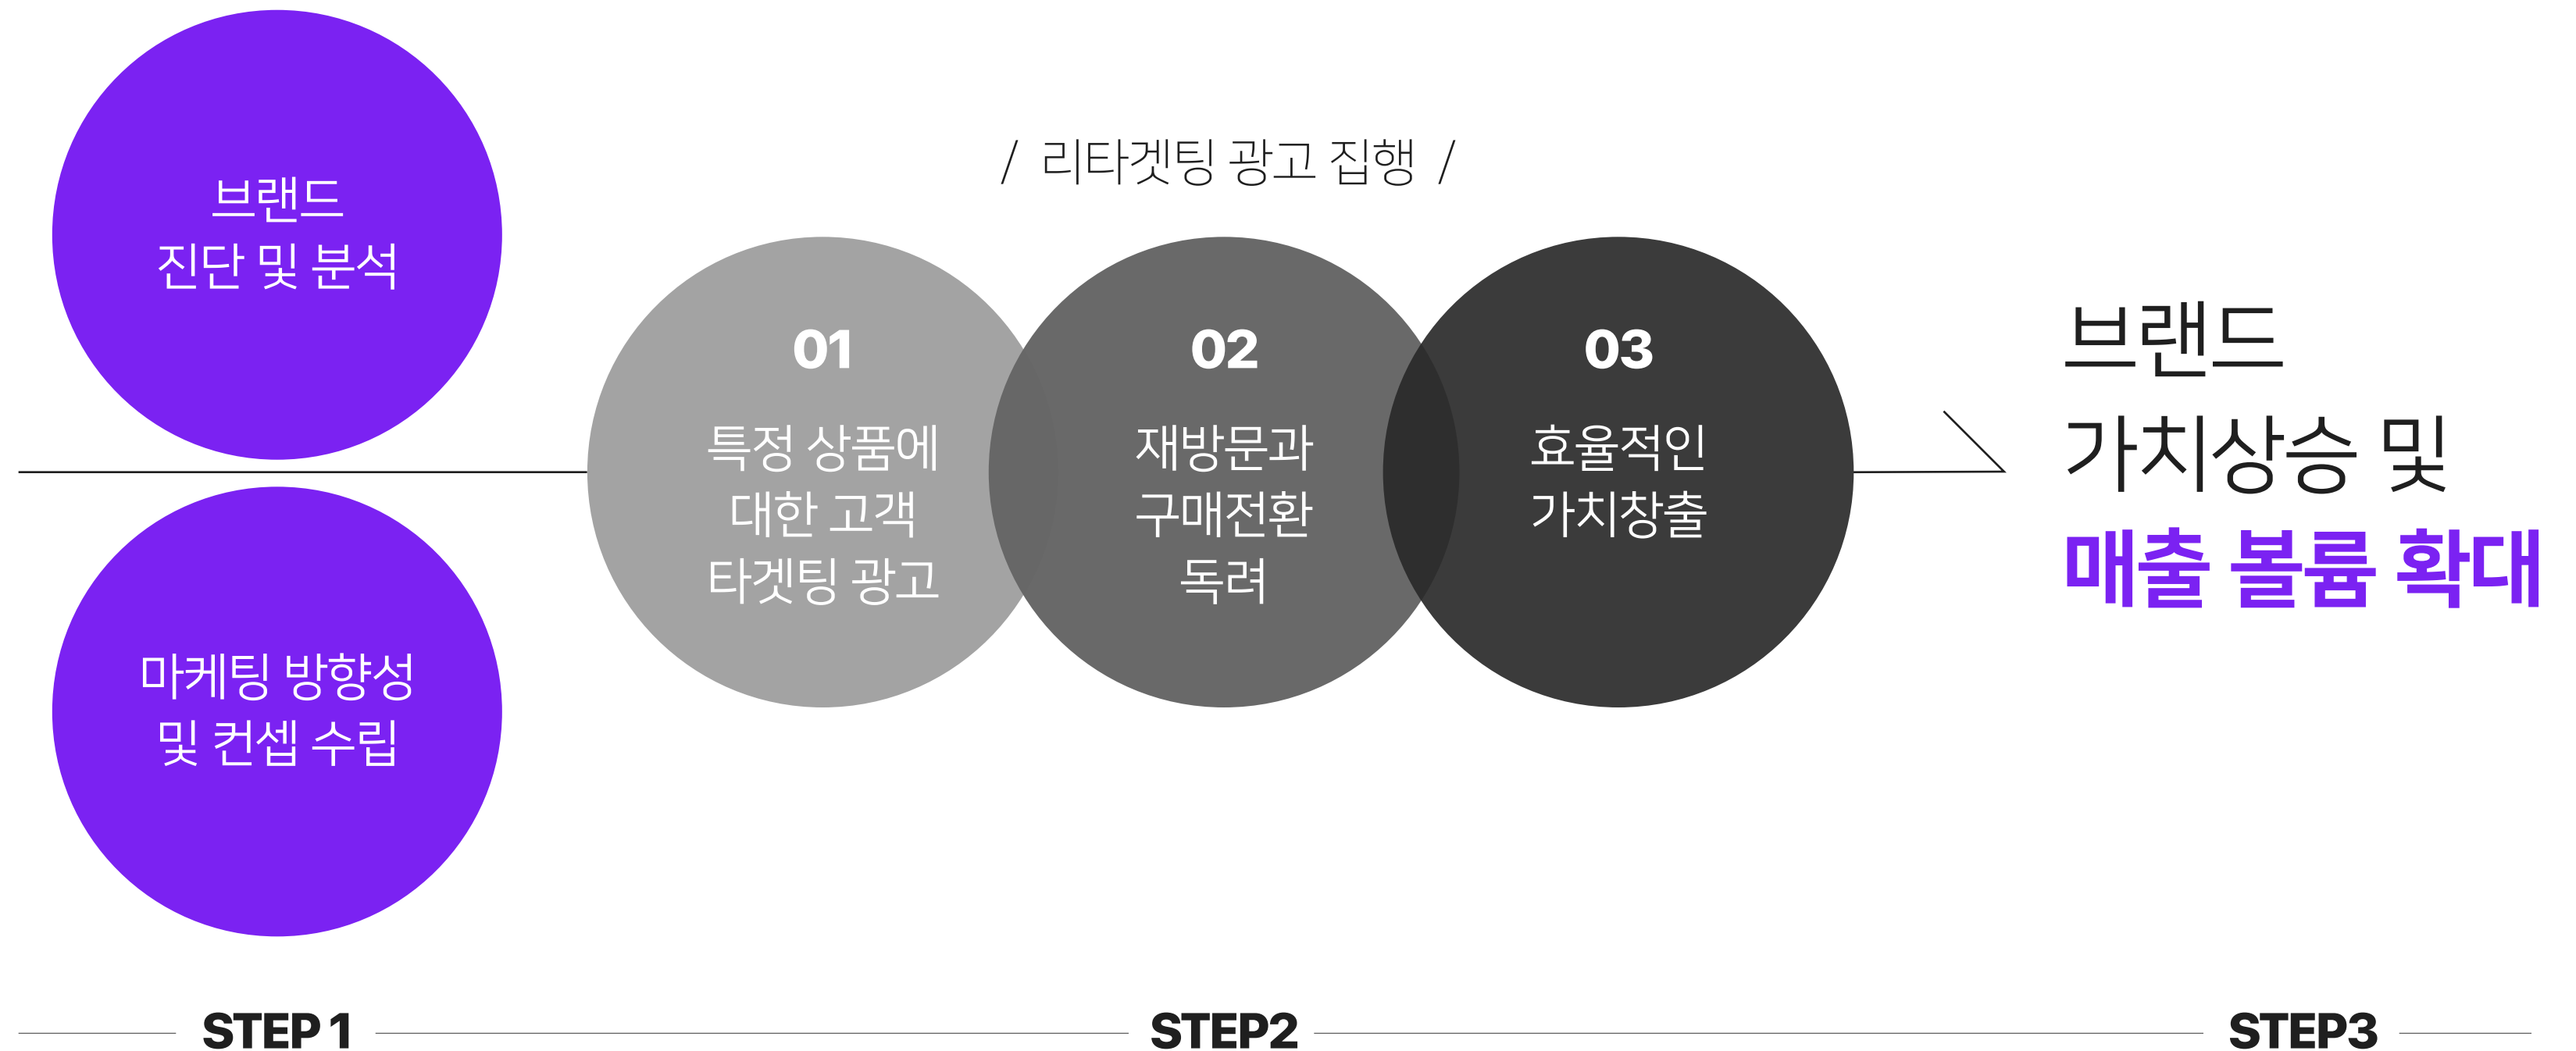 브랜드
진단 및 분석
마케팅 방향성
및 컨셉 수립
/ 리타겟팅 광고 집행 /
01
특정 상품에
대한 고객
타겟팅 광고
02
재방문과
구매전환
독려
03
효율적인
가치창출
브랜드
가치상승 및
매출 볼륨 확대
STEP 1
STEP2
STEP3